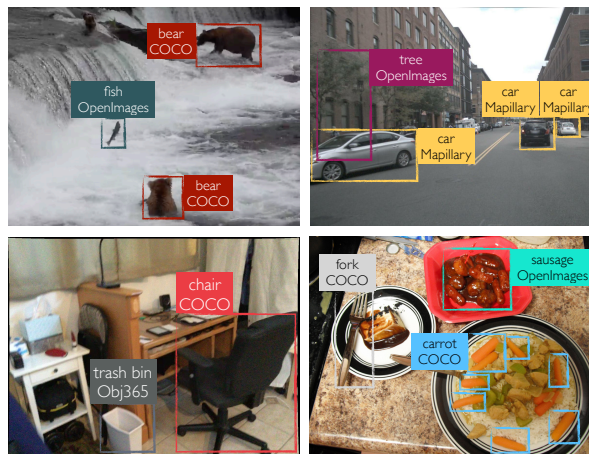 bear
COCO
fish
OpenImages
bear
COCO
tree
OpenImages
car
Mapillary
car
Mapillary
car
Mapillary
chair
COCO
trash bin
Obj365
fork
COCO
sausage
OpenImages
carrot
COCO